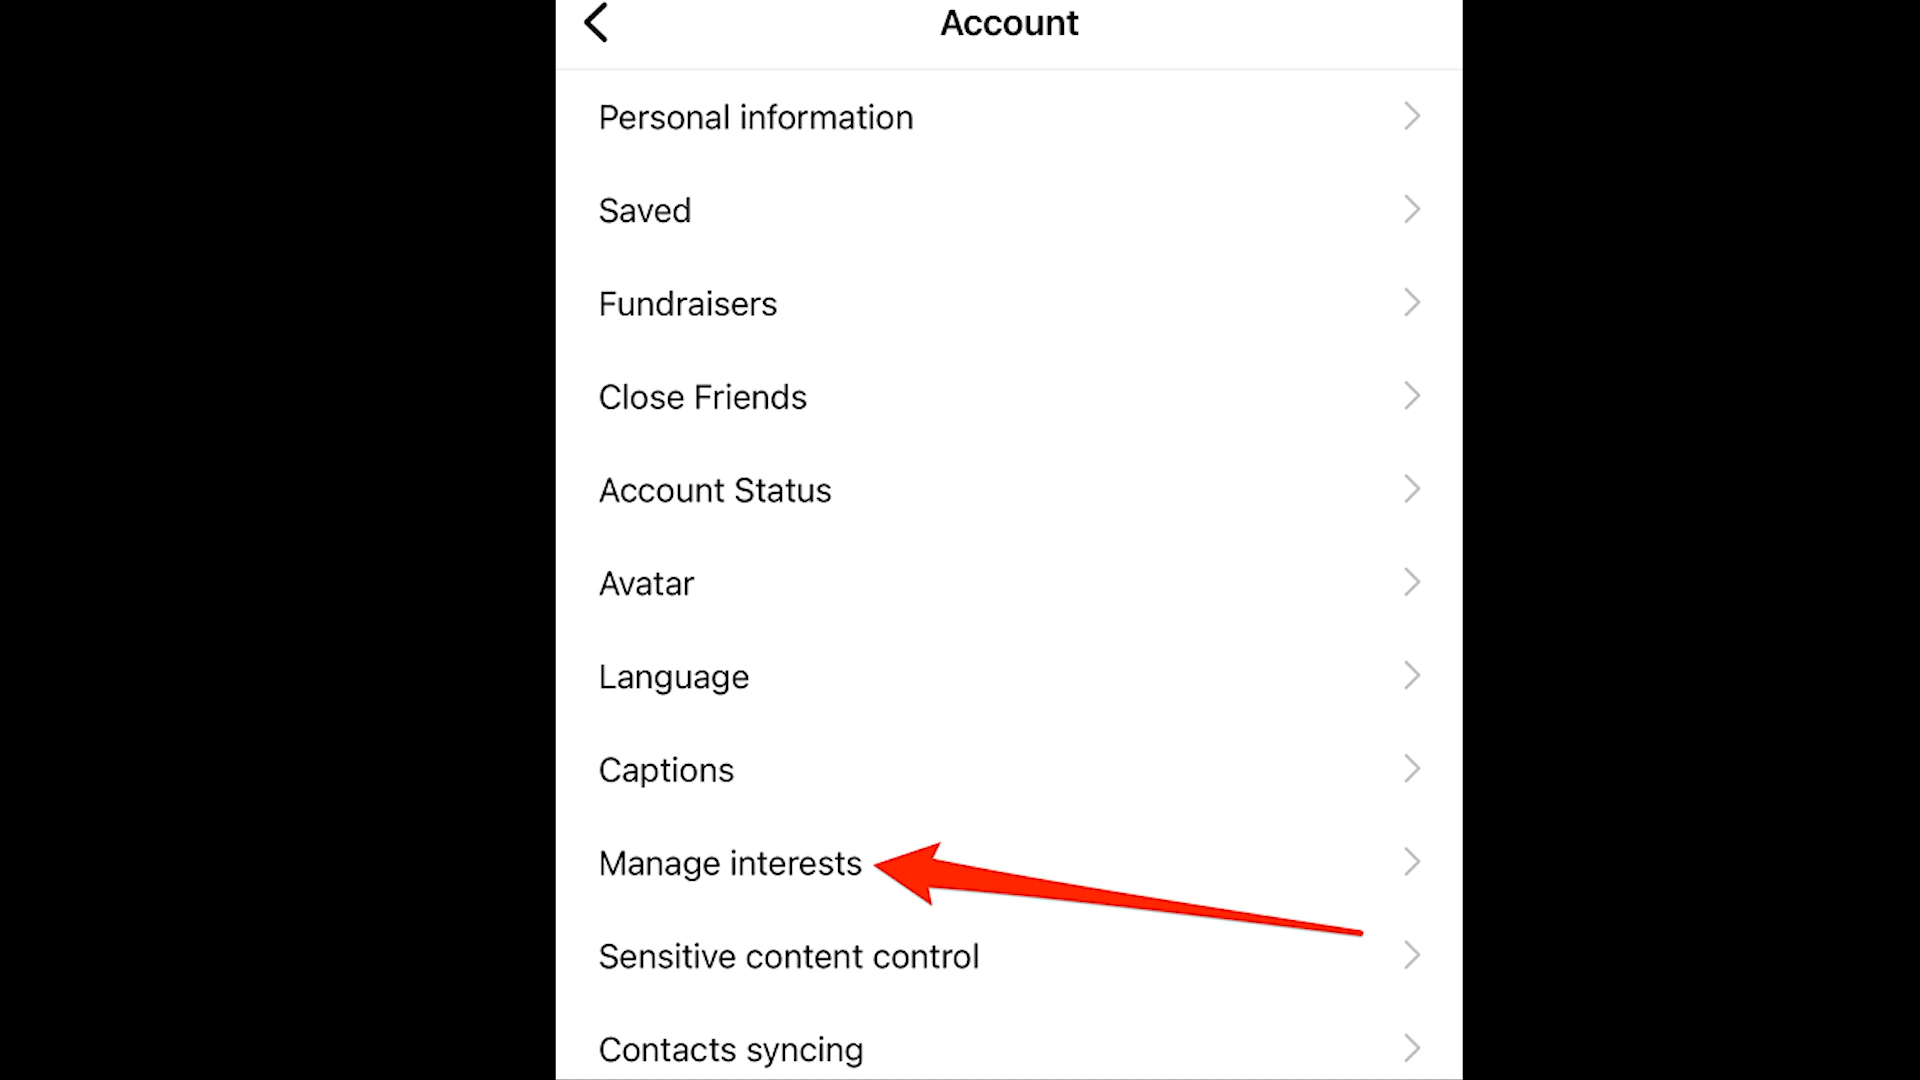 Account
Personal information
Saved
Fundraisers
Close Friends
Account Status
Avatar
Language
Captions
Manage interests
Sensitive content control
Contacts syncing